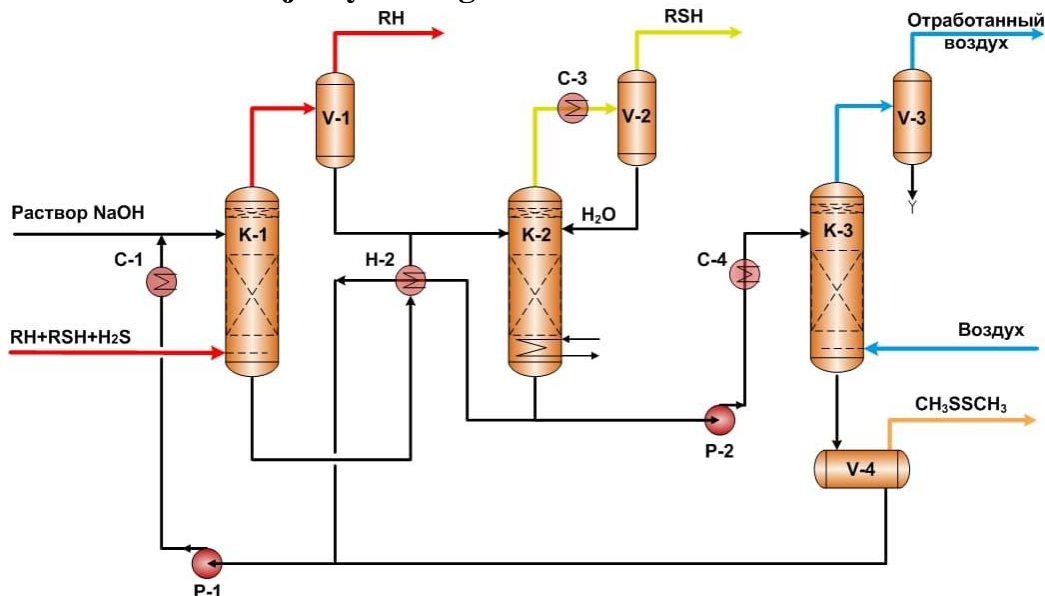 RH
RSH
Отработанный
воздух
C-3
V-1
V-2
V-3
Раствор NaOH
K-1
H₂O
K-2
K-3
C-1
H-2
C-4
RH+RSH+H2S
Воздух
CH₃SSCH₃
P-2
V-4
P-1